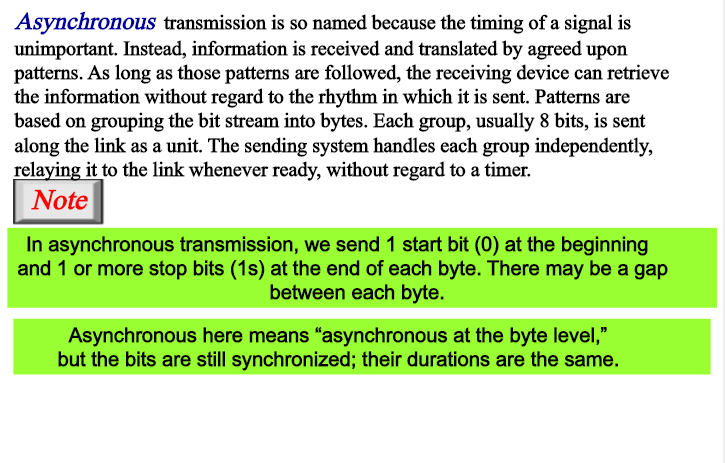 Asynchronous transmission is so named because the timing of a signal is
unimportant. Instead, information is received and translated by agreed upon
patterns. As long as those patterns are followed, the receiving device can retrieve
the information without regard to the rhythm in which it is sent. Patterns are
based on grouping the bit stream into bytes. Each group, usually 8 bits, is sent
along the link as a unit. The sending system handles each group independently,
relaying it to the link whenever ready, without regard to a timer.
Note
In asynchronous transmission, we send 1 start bit (0) at the beginning
and 1 or more stop bits (1s) at the end of each byte. There may be a gap
between each byte.
Asynchronous here means “asynchronous at the byte level,”
but the bits are still synchronized; their durations are the same.